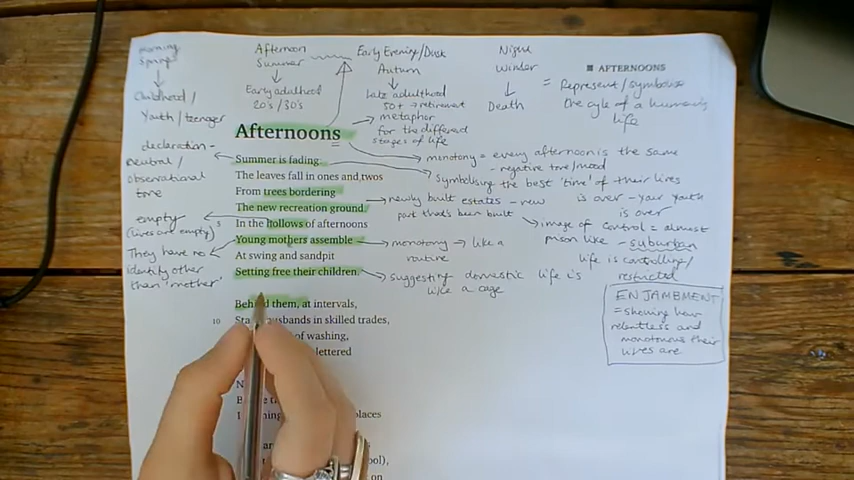 Morning
Spring
Childhood /
Youth / teenager
Afternoon
Summer
Early adulthood
20's / 30's
Early Evening / Dusk
Autumn
Late adulthood
50+ → retirement
metaphor
for the different
stages of life
Night
Winter
Death
= Represent / symbolise
the cycle of a human's
life
■ AFTERNOONS
Afternoons
declaration -
neutral /
observational
tone
Summer is fading:
The leaves fall in ones and twos
From trees bordering
The new recreation ground.
5
In the hollows of afternoons
Young mothers assemble
At swing and sandpit
Setting free their children.
monotony = every afternoon is the same
- negative tone/mood
Symbolising the best 'time' of their lives
is over - your youth
is over
newly built estates - new
part that's been built
image of control = almost
prison like - suburban
life is controlling /
restricted
empty
(lives are empty)
They have no
identity other
than 'mother'
monotony → like a
routine
suggesting domestic life is
like a cage
ENJAMBMENT
= showing how
relentless and
monotonous their
lives are
Behind them, at intervals,
10
husbands in skilled trades,
of washing,
lettered